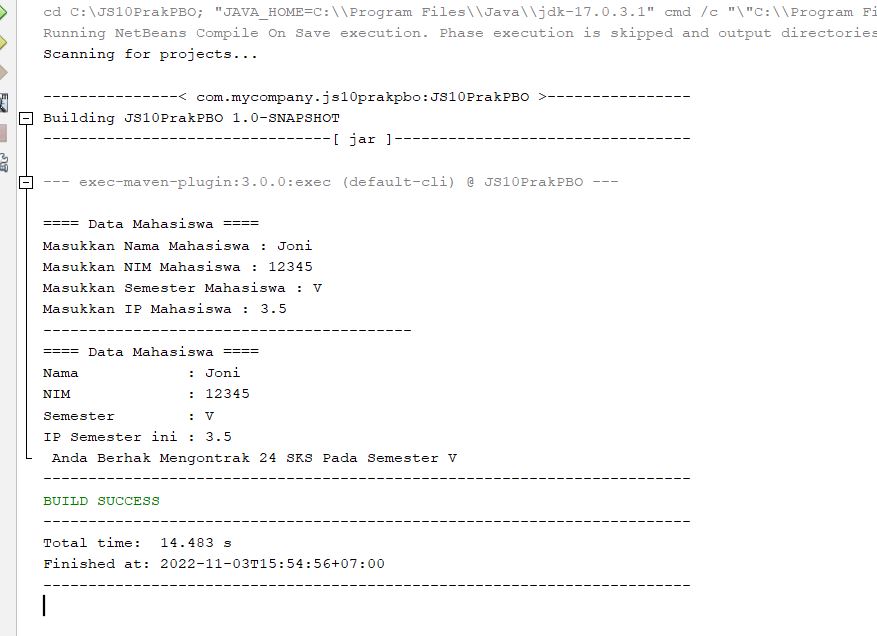 cd C:\JS10PrakPBO; "JAVA_HOME=C:\\Program Files\\Java\\jdk-17.0.3.1" cmd /c "\"C:\\Program
Running NetBeans Compile On Save execution. Phase execution is skipped and output directories
Scanning for projects...
---------------< com.mycompany.js10prakpbo:JS10PrakPBO >----------------
Building JS10PrakPBO 1.0-SNAPSHOT
--------------------------------[ jar ]---------------------------------
--- exec-maven-plugin:3.0.0:exec (default-cli) @ JS10PrakPBO ---
==== Data Mahasiswa ====
Masukkan Nama Mahasiswa : Joni
Masukkan NIM Mahasiswa : 12345
Masukkan Semester Mahasiswa : V
Masukkan IP Mahasiswa : 3.5
-----------------------------------------
==== Data Mahasiswa ====
Nama            : Joni
NIM             : 12345
Semester        : V
IP Semester ini : 3.5
 Anda Berhak Mengontrak 24 SKS Pada Semester V
------------------------------------------------------------------------
BUILD SUCCESS
------------------------------------------------------------------------
Total time:  14.483 s
Finished at: 2022-11-03T15:54:56+07:00
------------------------------------------------------------------------